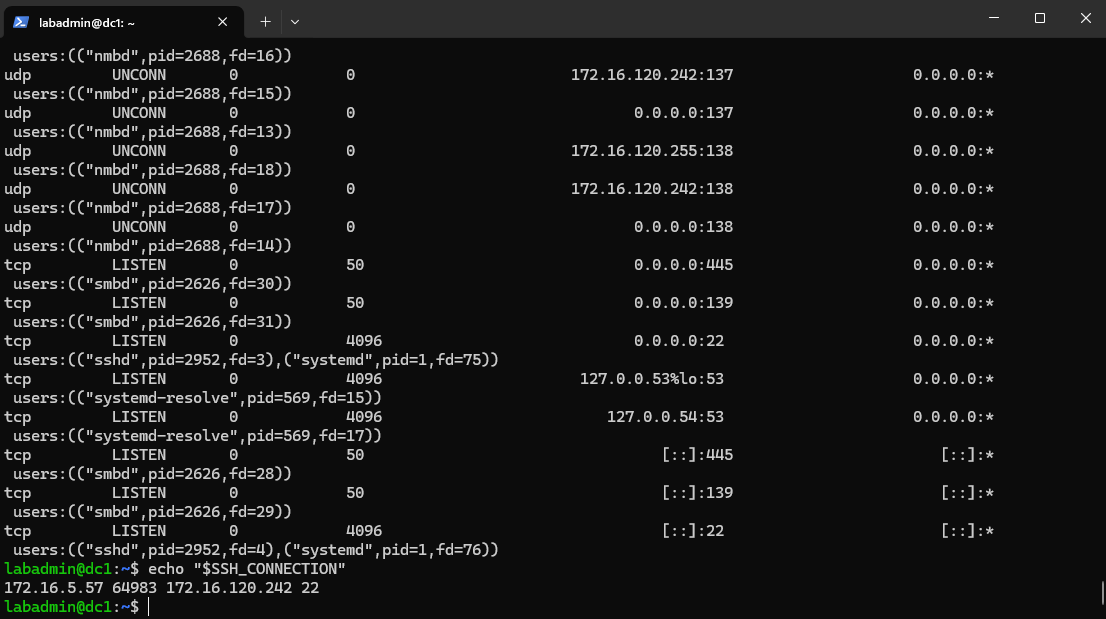 labadmin@dc1: ~
users:(("nmbd",pid=2688,fd=16))
udp UNCONN 0 0 172.16.120.242:137 0.0.0.0:*
users:(("nmbd",pid=2688,fd=15))
udp UNCONN 0 0 0.0.0.0:137 0.0.0.0:*
users:(("nmbd",pid=2688,fd=13))
udp UNCONN 0 0 172.16.120.255:138 0.0.0.0:*
users:(("nmbd",pid=2688,fd=18))
udp UNCONN 0 0 172.16.120.242:138 0.0.0.0:*
users:(("nmbd",pid=2688,fd=17))
udp UNCONN 0 0 0.0.0.0:138 0.0.0.0:*
users:(("nmbd",pid=2688,fd=14))
tcp LISTEN 0 50 0.0.0.0:445 0.0.0.0:*
users:(("smbd",pid=2626,fd=30))
tcp LISTEN 0 50 0.0.0.0:139 0.0.0.0:*
users:(("smbd",pid=2626,fd=31))
tcp LISTEN 0 4096 0.0.0.0:22 0.0.0.0:*
users:(("sshd",pid=2952,fd=3),("systemd",pid=1,fd=75))
tcp LISTEN 0 4096 127.0.0.53%lo:53 0.0.0.0:*
users:(("systemd-resolve",pid=569,fd=15))
tcp LISTEN 0 4096 127.0.0.54:53 0.0.0.0:*
users:(("systemd-resolve",pid=569,fd=17))
tcp LISTEN 0 50 [::]:445 [::]:*
users:(("smbd",pid=2626,fd=28))
tcp LISTEN 0 50 [::]:139 [::]:*
users:(("smbd",pid=2626,fd=29))
tcp LISTEN 0 4096 [::]:22 [::]:*
users:(("sshd",pid=2952,fd=4),("systemd",pid=1,fd=76))
labadmin@dc1:~$ echo "$SSH_CONNECTION"
172.16.5.57 64983 172.16.120.242 22
labadmin@dc1:~$